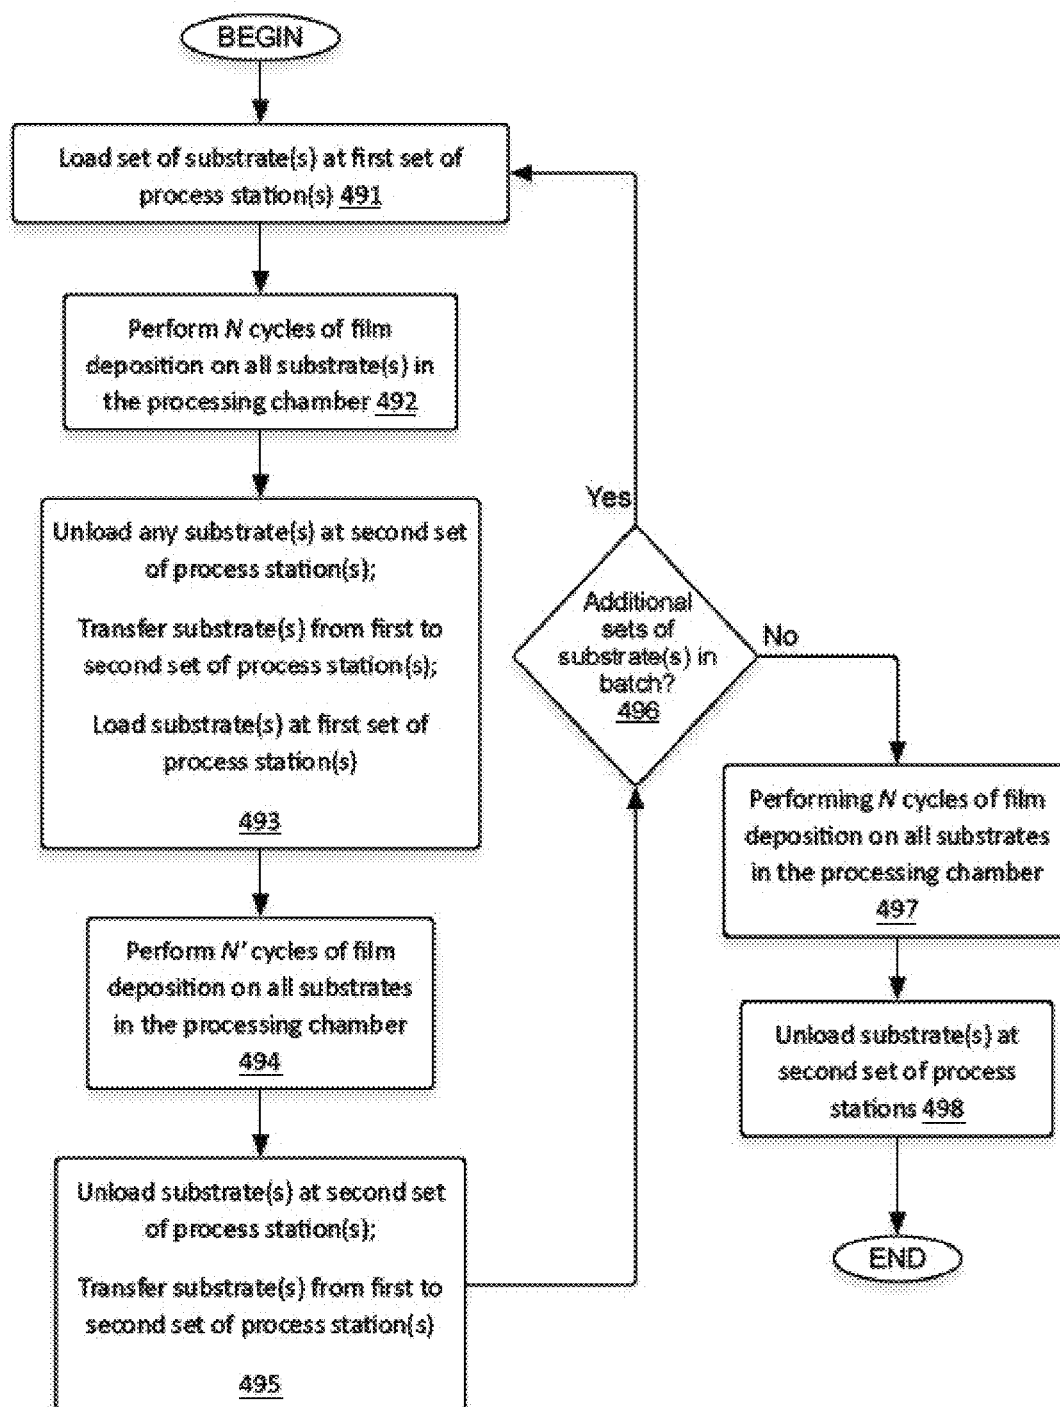 BEGIN
Load set of substrate(s) at first set of
process station(s) 491
Perform N cycles of film
deposition on all substrate(s) in
the processing chamber 492
Unload any substrate(s) at second set
of process station(s);
Transfer substrate(s) from first to
second set of process station(s);
Load substrate(s) at first set of
process station(s)
493
Perform N' cycles of film
deposition on all substrates
in the processing chamber
494
Unload substrate(s) at second set
of process station(s);
Transfer substrate(s) from first to
second set of process station(s)
495
Yes
Additional
sets of
substrate(s) in
batch?
496
No
Performing N cycles of film
deposition on all substrates
in the processing chamber
497
Unload substrate(s) at
second set of process
stations 498
END